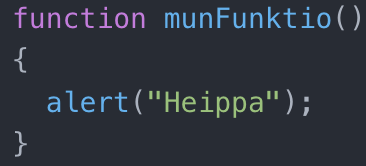 function munFunktio()
{
  alert("Heippa");
}